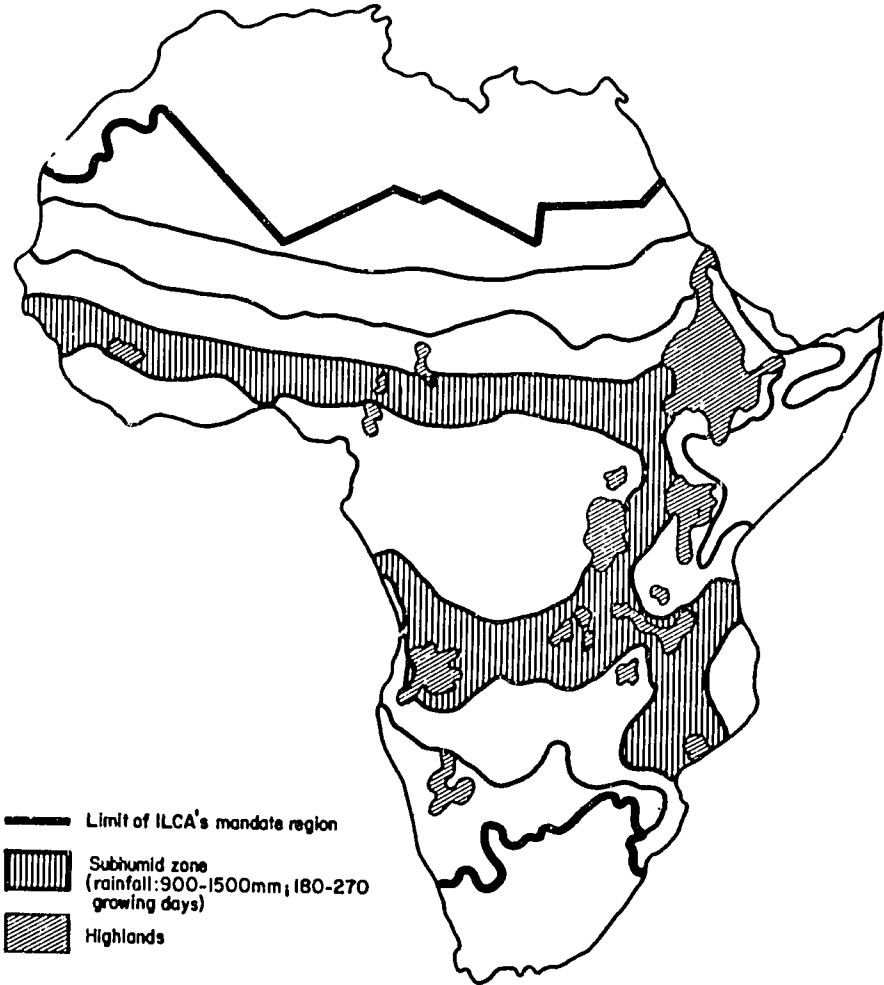 Limit of ILCA's mandate region
Subhumid zone
(rainfall:900-1500mm; 180-270
growing days)
Highlands